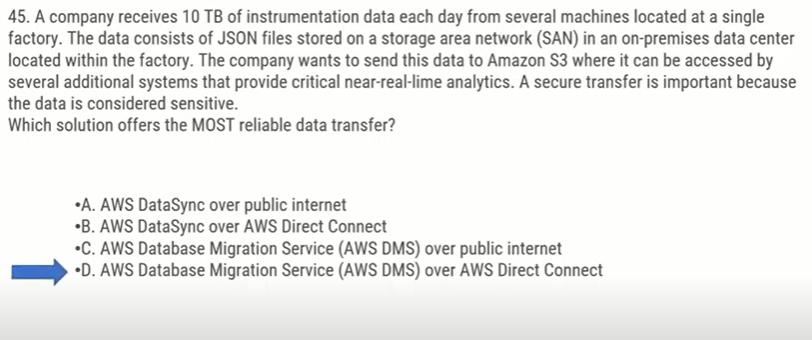 45. A company receives 10 TB of instrumentation data each day from several machines located at a single
factory. The data consists of JSON files stored on a storage area network (SAN) in an on-premises data center
located within the factory. The company wants to send this data to Amazon S3 where it can be accessed by
several additional systems that provide critical near-real-lime analytics. A secure transfer is important because
the data is considered sensitive.
Which solution offers the MOST reliable data transfer?
•A. AWS DataSync over public internet
•B. AWS DataSync over AWS Direct Connect
•C. AWS Database Migration Service (AWS DMS) over public internet
•D. AWS Database Migration Service (AWS DMS) over AWS Direct Connect